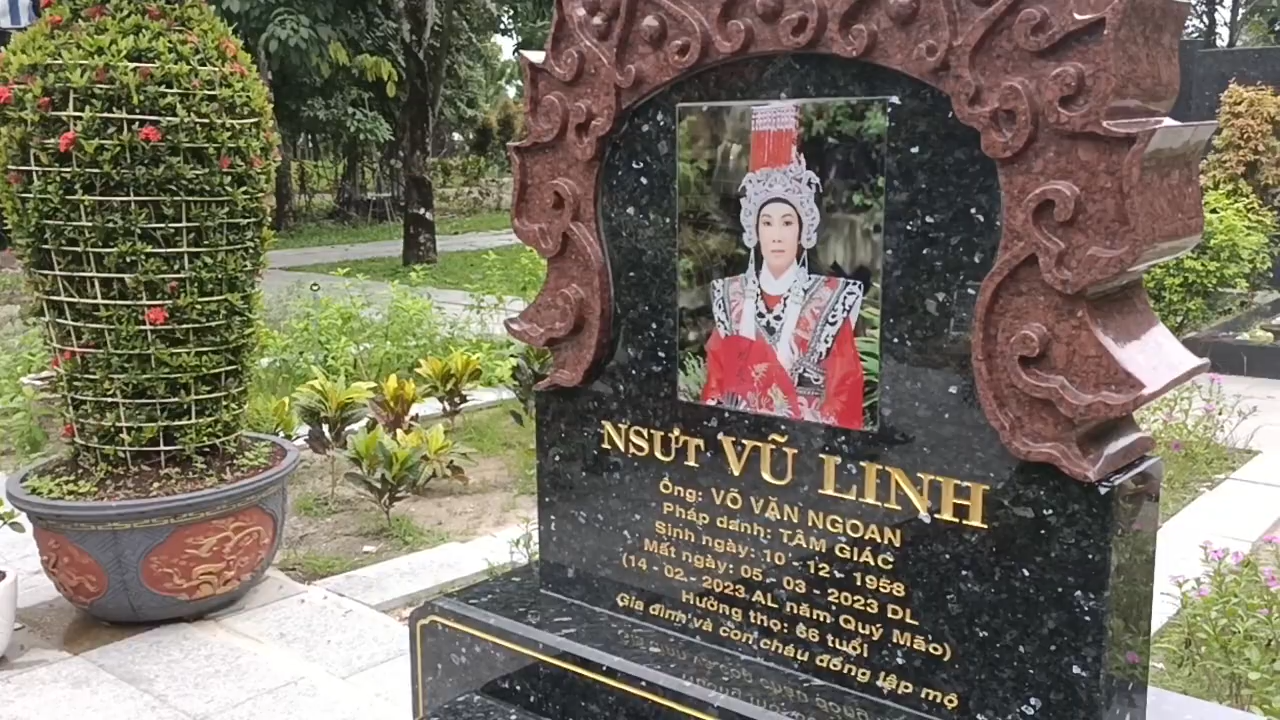 NSƯT VŨ LINH
Ông: VÕ VĂN NGOAN
Pháp danh: TÂM GIÁC
Sinh ngày: 10 - 12 - 1958
Mất ngày: 05 - 03 - 2023 DL
(14 - 02 - 2023 AL năm Quý Mão)
Hưởng thọ: 66 tuổi
Gia đình và con cháu đồng lập mộ